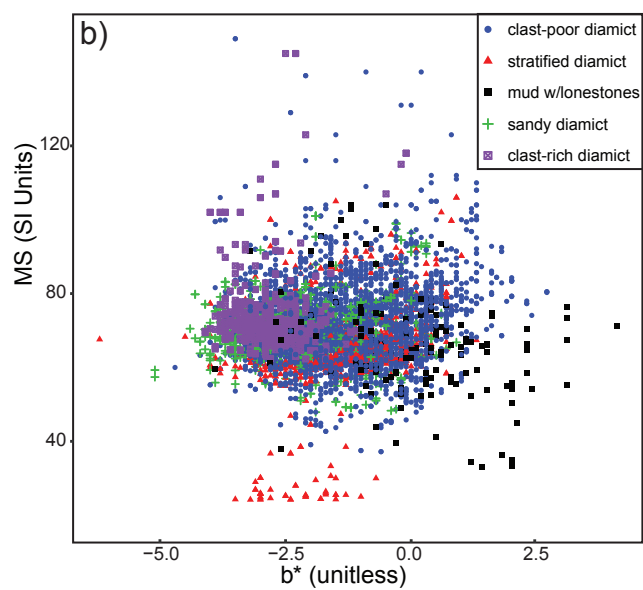 b)
clast-poor diamict
stratified diamict
mud w/lonestones
sandy diamict
clast-rich diamict
MS (SI Units)
120
80
40
−5.0
−2.5
0.0
2.5
b* (unitless)